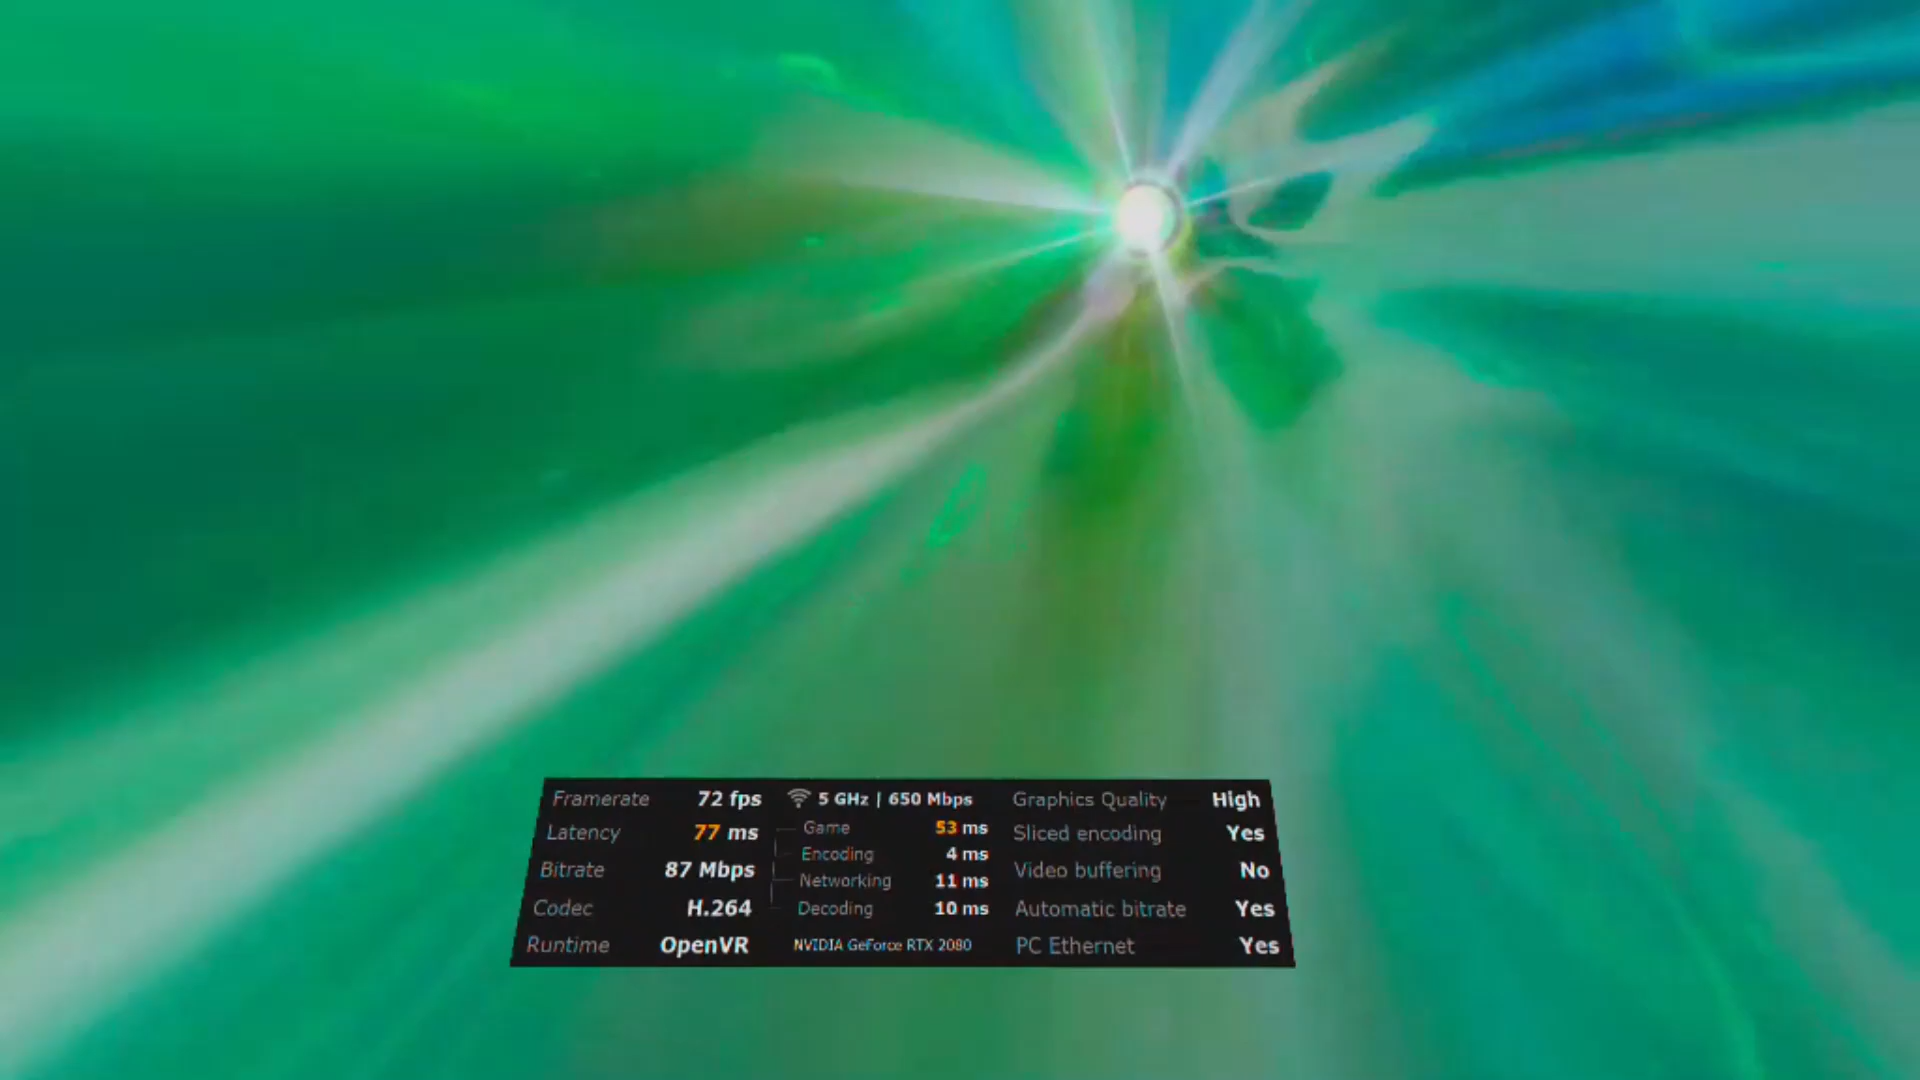 Framerate 72 fps
Latency 77 ms
Bitrate 87 Mbps
Codec H.264
Runtime OpenVR
5 GHz | 650 Mbps
Game 53 ms
Encoding 4 ms
Networking 11 ms
Decoding 10 ms
NVIDIA GeForce RTX 2080
Graphics Quality High
Sliced encoding Yes
Video buffering No
Automatic bitrate Yes
PC Ethernet Yes